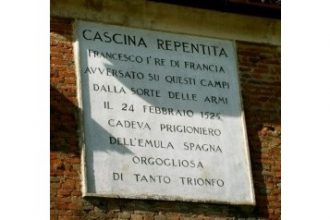 CASCINA REPENTITA
FRANCESCO I° RE DI FRANCIA
AVVERSATO SU QUESTI CAMPI
DALLA SORTE DELLE ARMI
IL 24 FEBBRAIO 1525
CADEVA PRIGIONIERO
DELL'EMULA SPAGNA
ORGOGLIOSA
DI TANTO TRIONFO